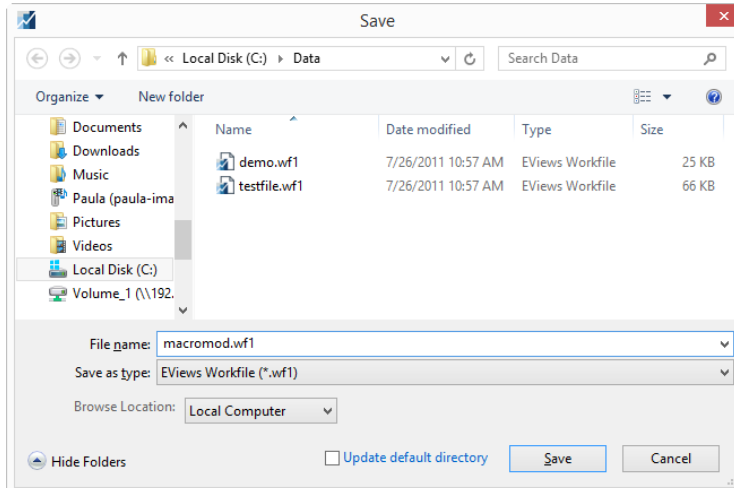 Save
« Local Disk (C:) Data Search Data
Organize New folder
Documents Name Date modified Type Size
Downloads demo.wf1 7/26/2011 10:57 AM EViews Workfile 25 KB
Music testfile.wf1 7/26/2011 10:57 AM EViews Workfile 66 KB
Paula (paula-ima
Pictures
Videos
Local Disk (C:)
Volume_1 (\\192.
File name: macromod.wf1
Save as type: EViews Workfile (*.wf1)
Browse Location: Local Computer
Hide Folders Update default directory Save Cancel